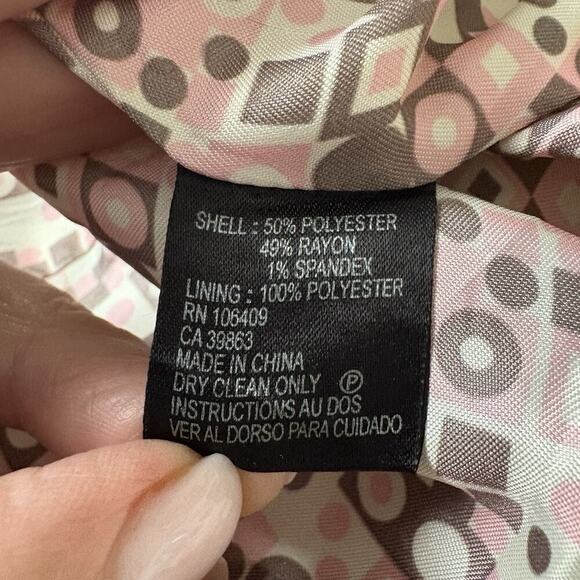 SHELL : 50% POLYESTER
49% RAYON
1% SPANDEX
LINING : 100% POLYESTER
RN 106409
CA 39863
MADE IN CHINA
DRY CLEAN ONLY Ⓟ
INSTRUCTIONS AU DOS
VER AL DORSO PARA CUIDADO